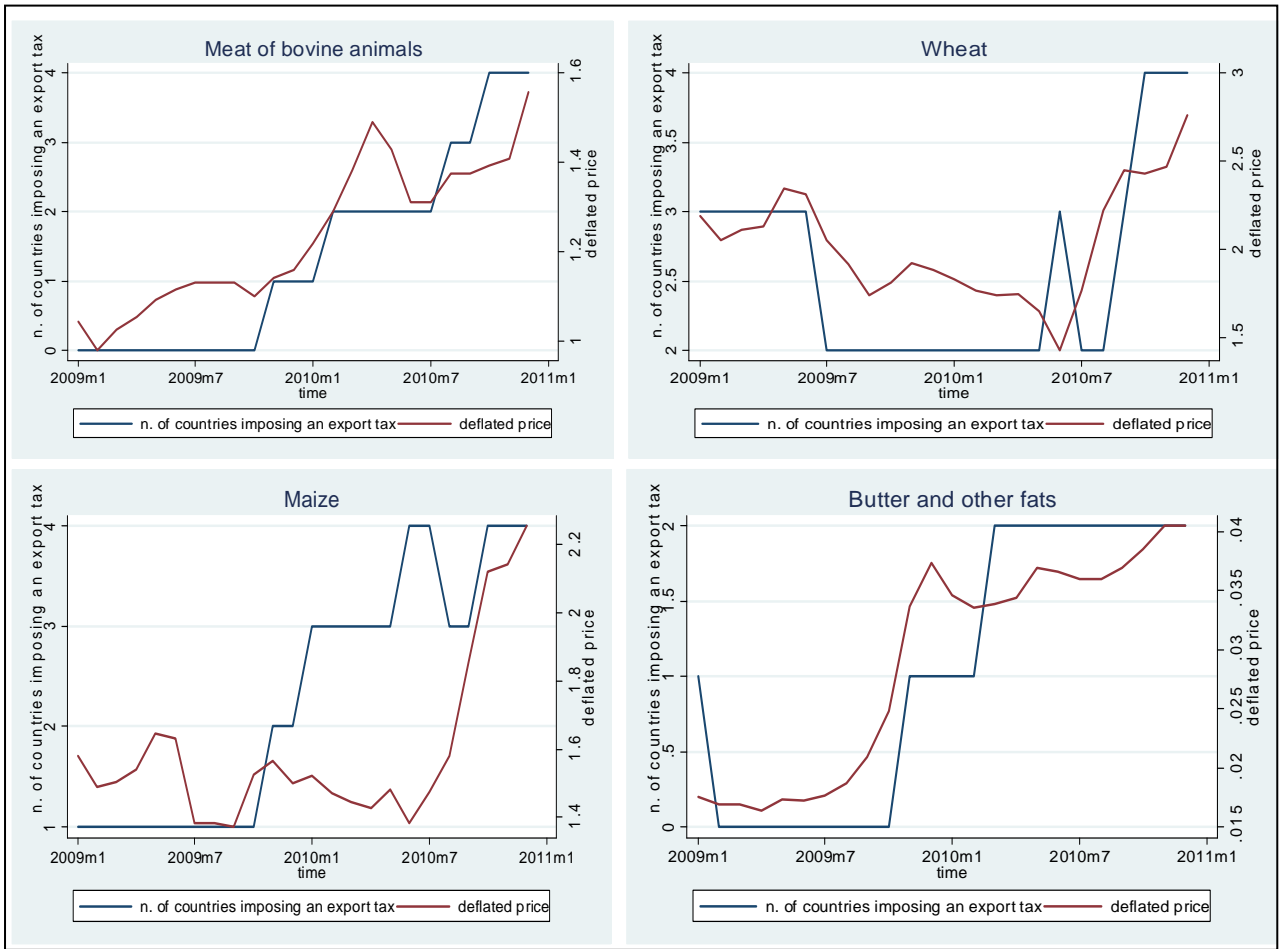 Meat of bovine animals
n. of countries imposing an export tax
4
3
2
1
0
1.6
1.4
1.2
1
deflated price
2009m1 2009m7 2010m1 2010m7 2011m1
time
n. of countries imposing an export tax deflated price
Wheat
n. of countries imposing an export tax
4
3.5
3
2.5
2
3
2.5
2
1.5
deflated price
2009m1 2009m7 2010m1 2010m7 2011m1
time
n. of countries imposing an export tax deflated price
Maize
n. of countries imposing an export tax
4
3
2
1
2.2
2
1.8
1.6
1.4
deflated price
2009m1 2009m7 2010m1 2010m7 2011m1
time
n. of countries imposing an export tax deflated price
Butter and other fats
n. of countries imposing an export tax
2
1.5
1
.5
0
.04
.035
.03
.025
.02
.015
deflated price
2009m1 2009m7 2010m1 2010m7 2011m1
time
n. of countries imposing an export tax deflated price